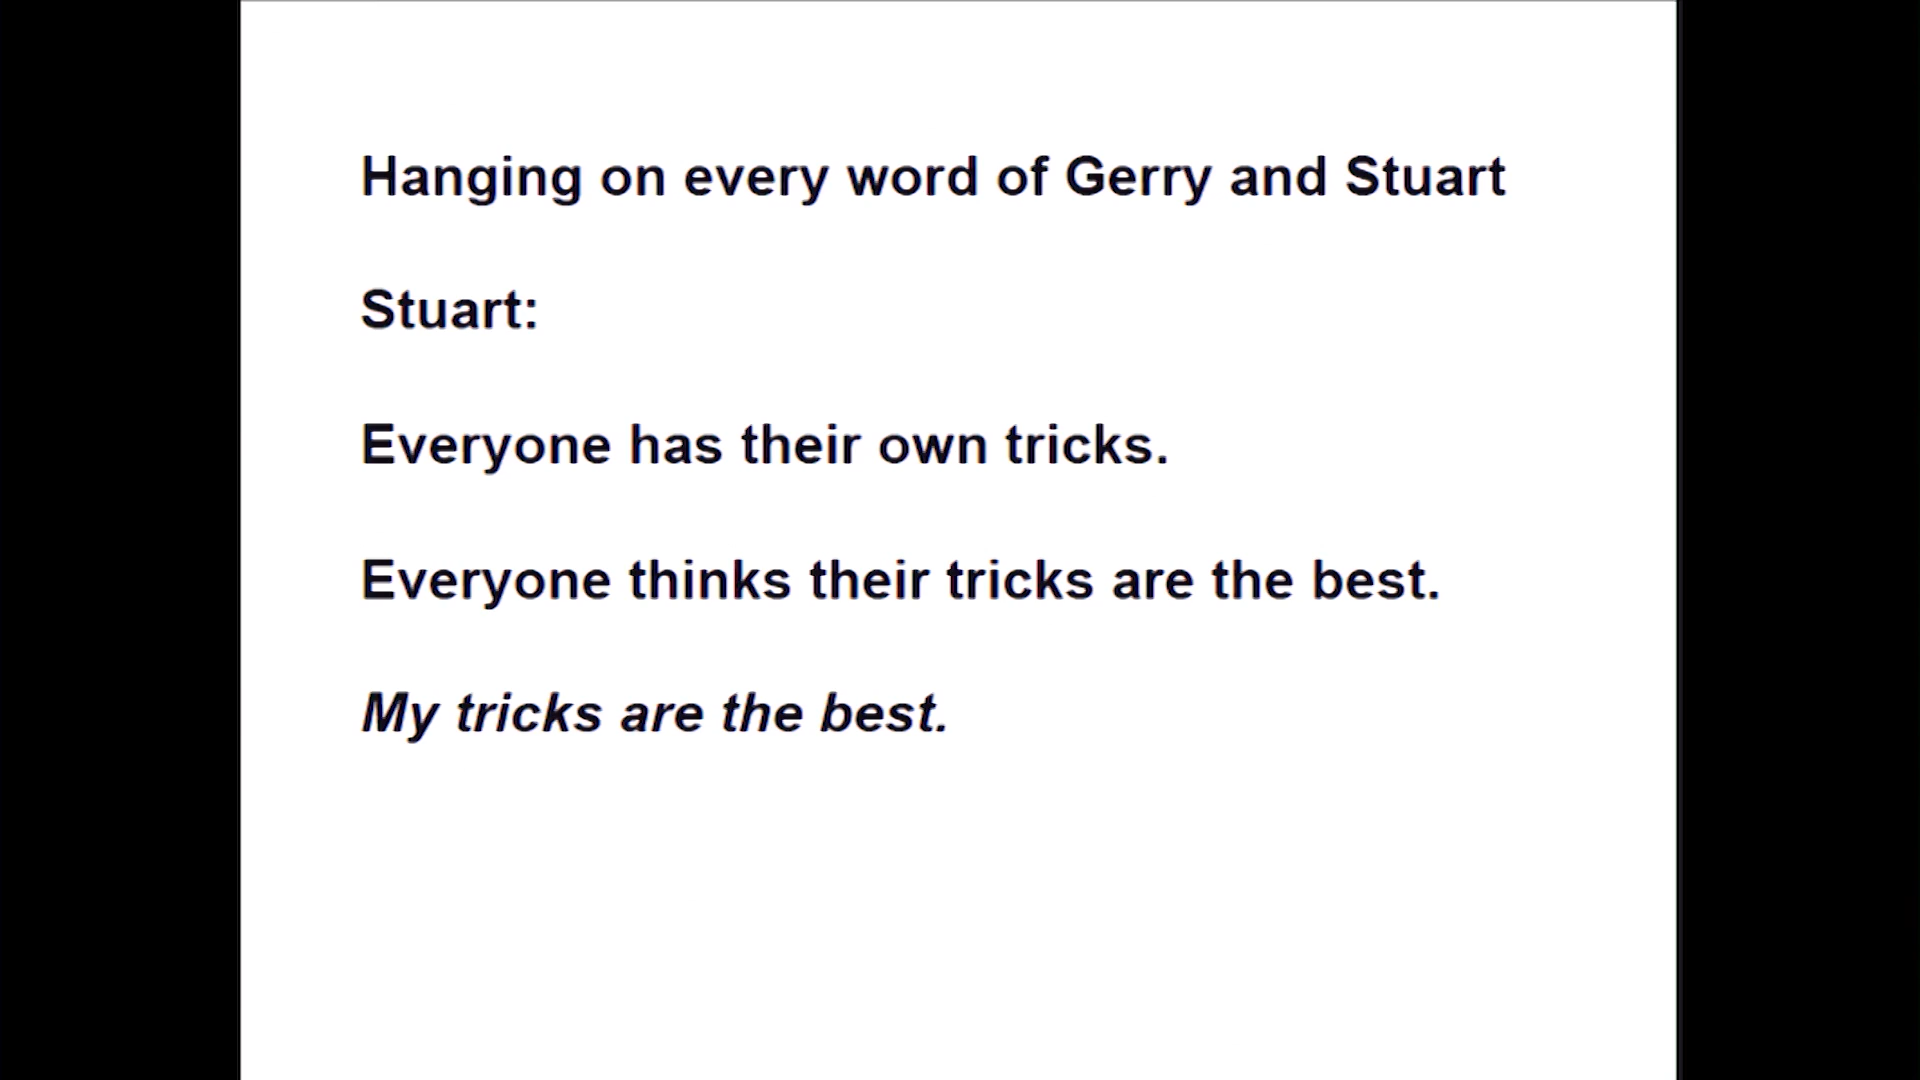 Hanging on every word of Gerry and Stuart
Stuart:
Everyone has their own tricks.
Everyone thinks their tricks are the best.
My tricks are the best.